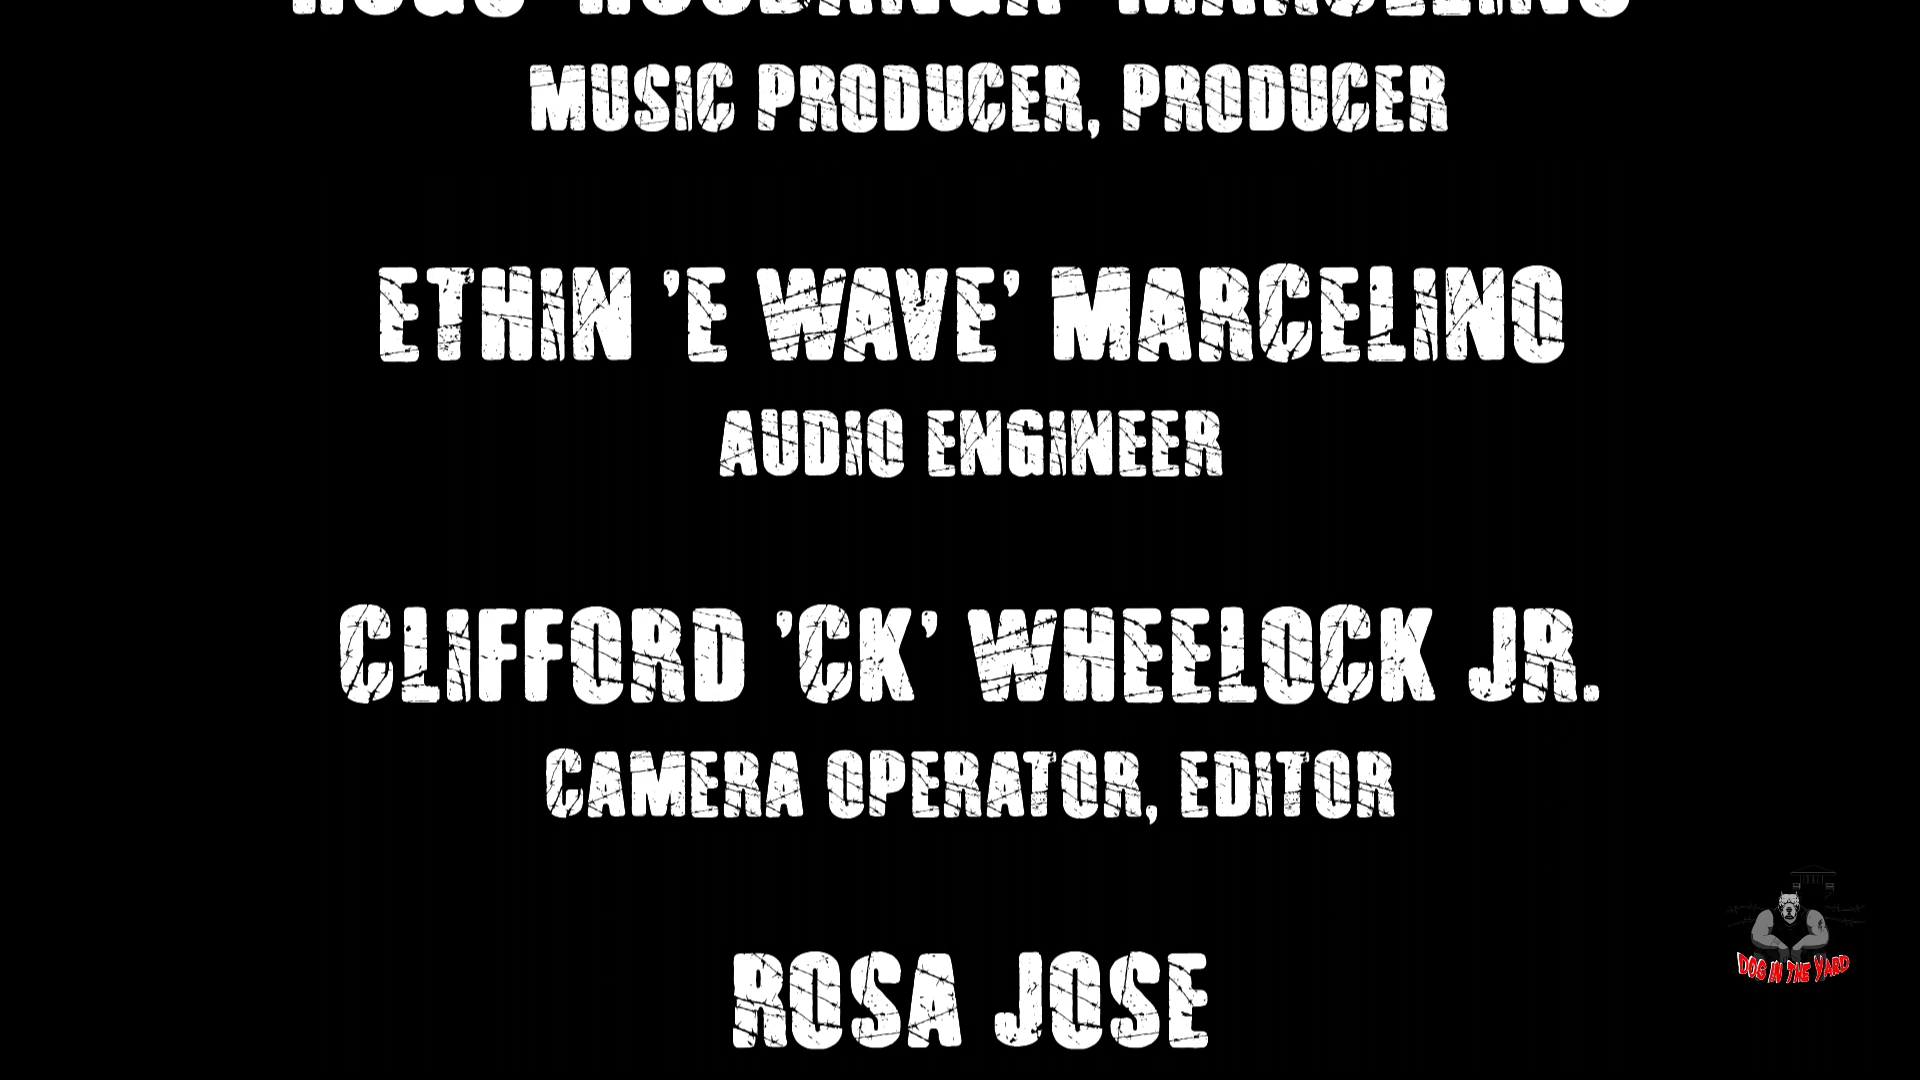 MARCELINO
MUSIC PRODUCER, PRODUCER
ETHIN 'E WAVE' MARCELINO
AUDIO ENGINEER
CLIFFORD 'CK' WHEELOCK JR.
CAMERA OPERATOR, EDITOR
ROSA JOSE
DOG IN THE YARD